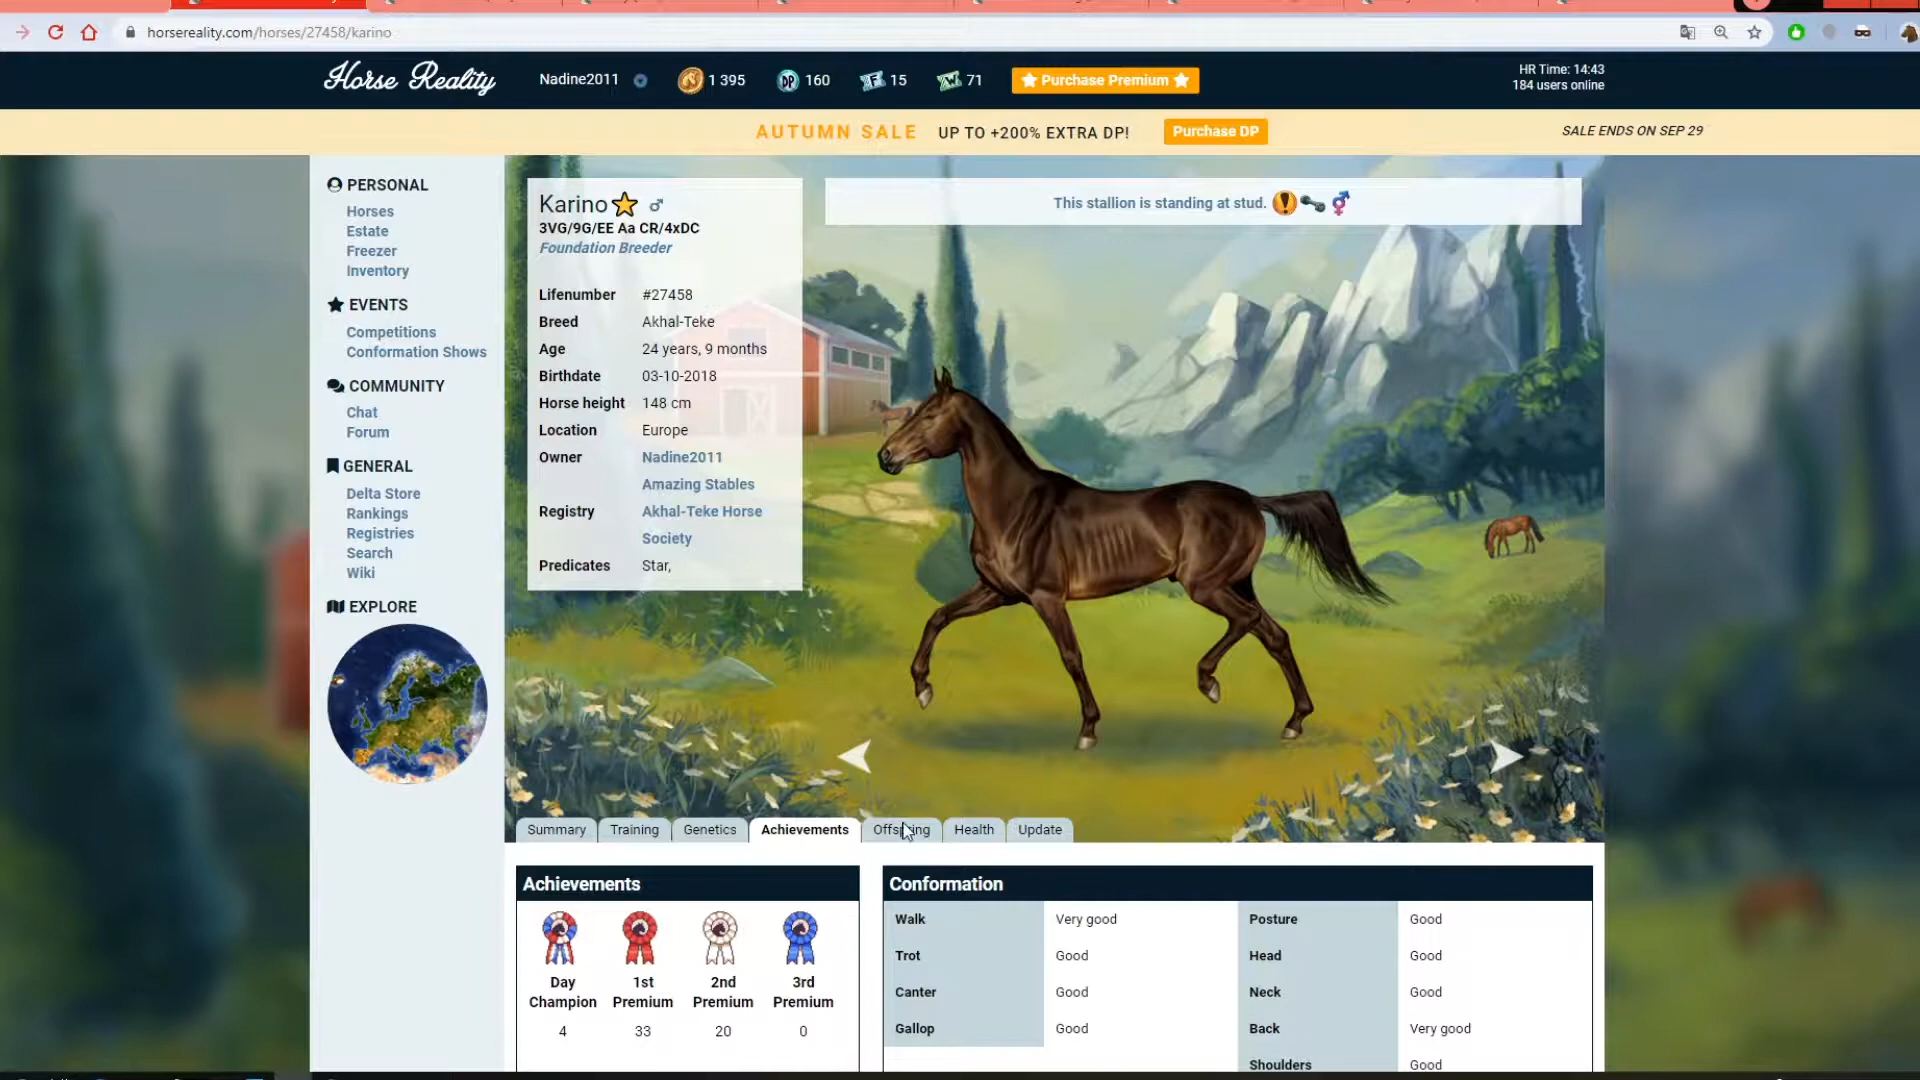 horsereality.com/horses/27458/karino
Horse Reality Nadine2011 1 395 160 15 71 Purchase Premium
HR Time: 14:43
184 users online
AUTUMN SALE UP TO +200% EXTRA DP! Purchase DP SALE ENDS ON SEP 29
PERSONAL
Horses
Estate
Freezer
Inventory
EVENTS
Competitions
Conformation Shows
COMMUNITY
Chat
Forum
GENERAL
Delta Store
Rankings
Registries
Search
Wiki
EXPLORE
Karino
3VG/9G/EE Aa CR/4xDC
Foundation Breeder
Lifenumber #27458
Breed Akhal-Teke
Age 24 years, 9 months
Birthdate 03-10-2018
Horse height 148 cm
Location Europe
Owner Nadine2011
Amazing Stables
Registry Akhal-Teke Horse
Society
Predicates Star,
This stallion is standing at stud.
Summary Training Genetics Achievements Offspring Health Update
Achievements
Day Champion 4
1st Premium 33
2nd Premium 20
3rd Premium 0
Conformation
Walk Very good Posture Good
Trot Good Head Good
Canter Good Neck Good
Gallop Good Back Very good
Shoulders Good